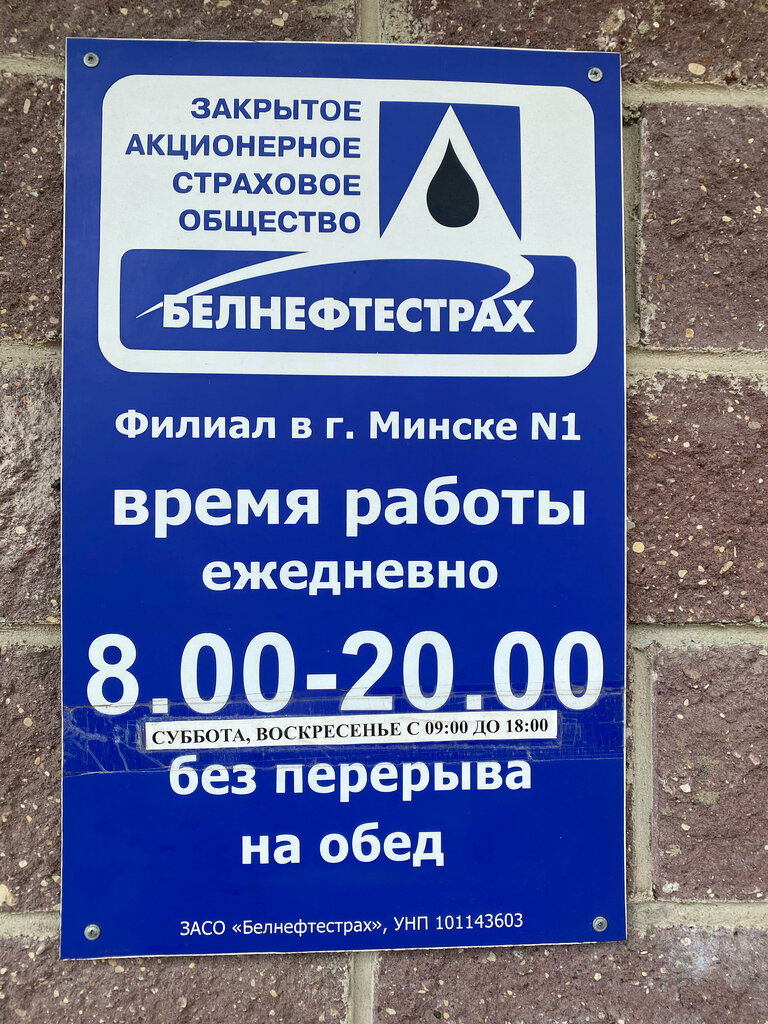 ЗАКРЫТОЕ
АКЦИОНЕРНОЕ
СТРАХОВОЕ
ОБЩЕСТВО
БЕЛНЕФТЕСТРАХ
Филиал в г. Минске N1
время работы
ежедневно
8.00-20.00
СУББОТА, ВОСКРЕСЕНЬЕ С 09:00 ДО 18:00
без перерыва
на обед
ЗАСО «Белнефтестрах», УНП 101143603